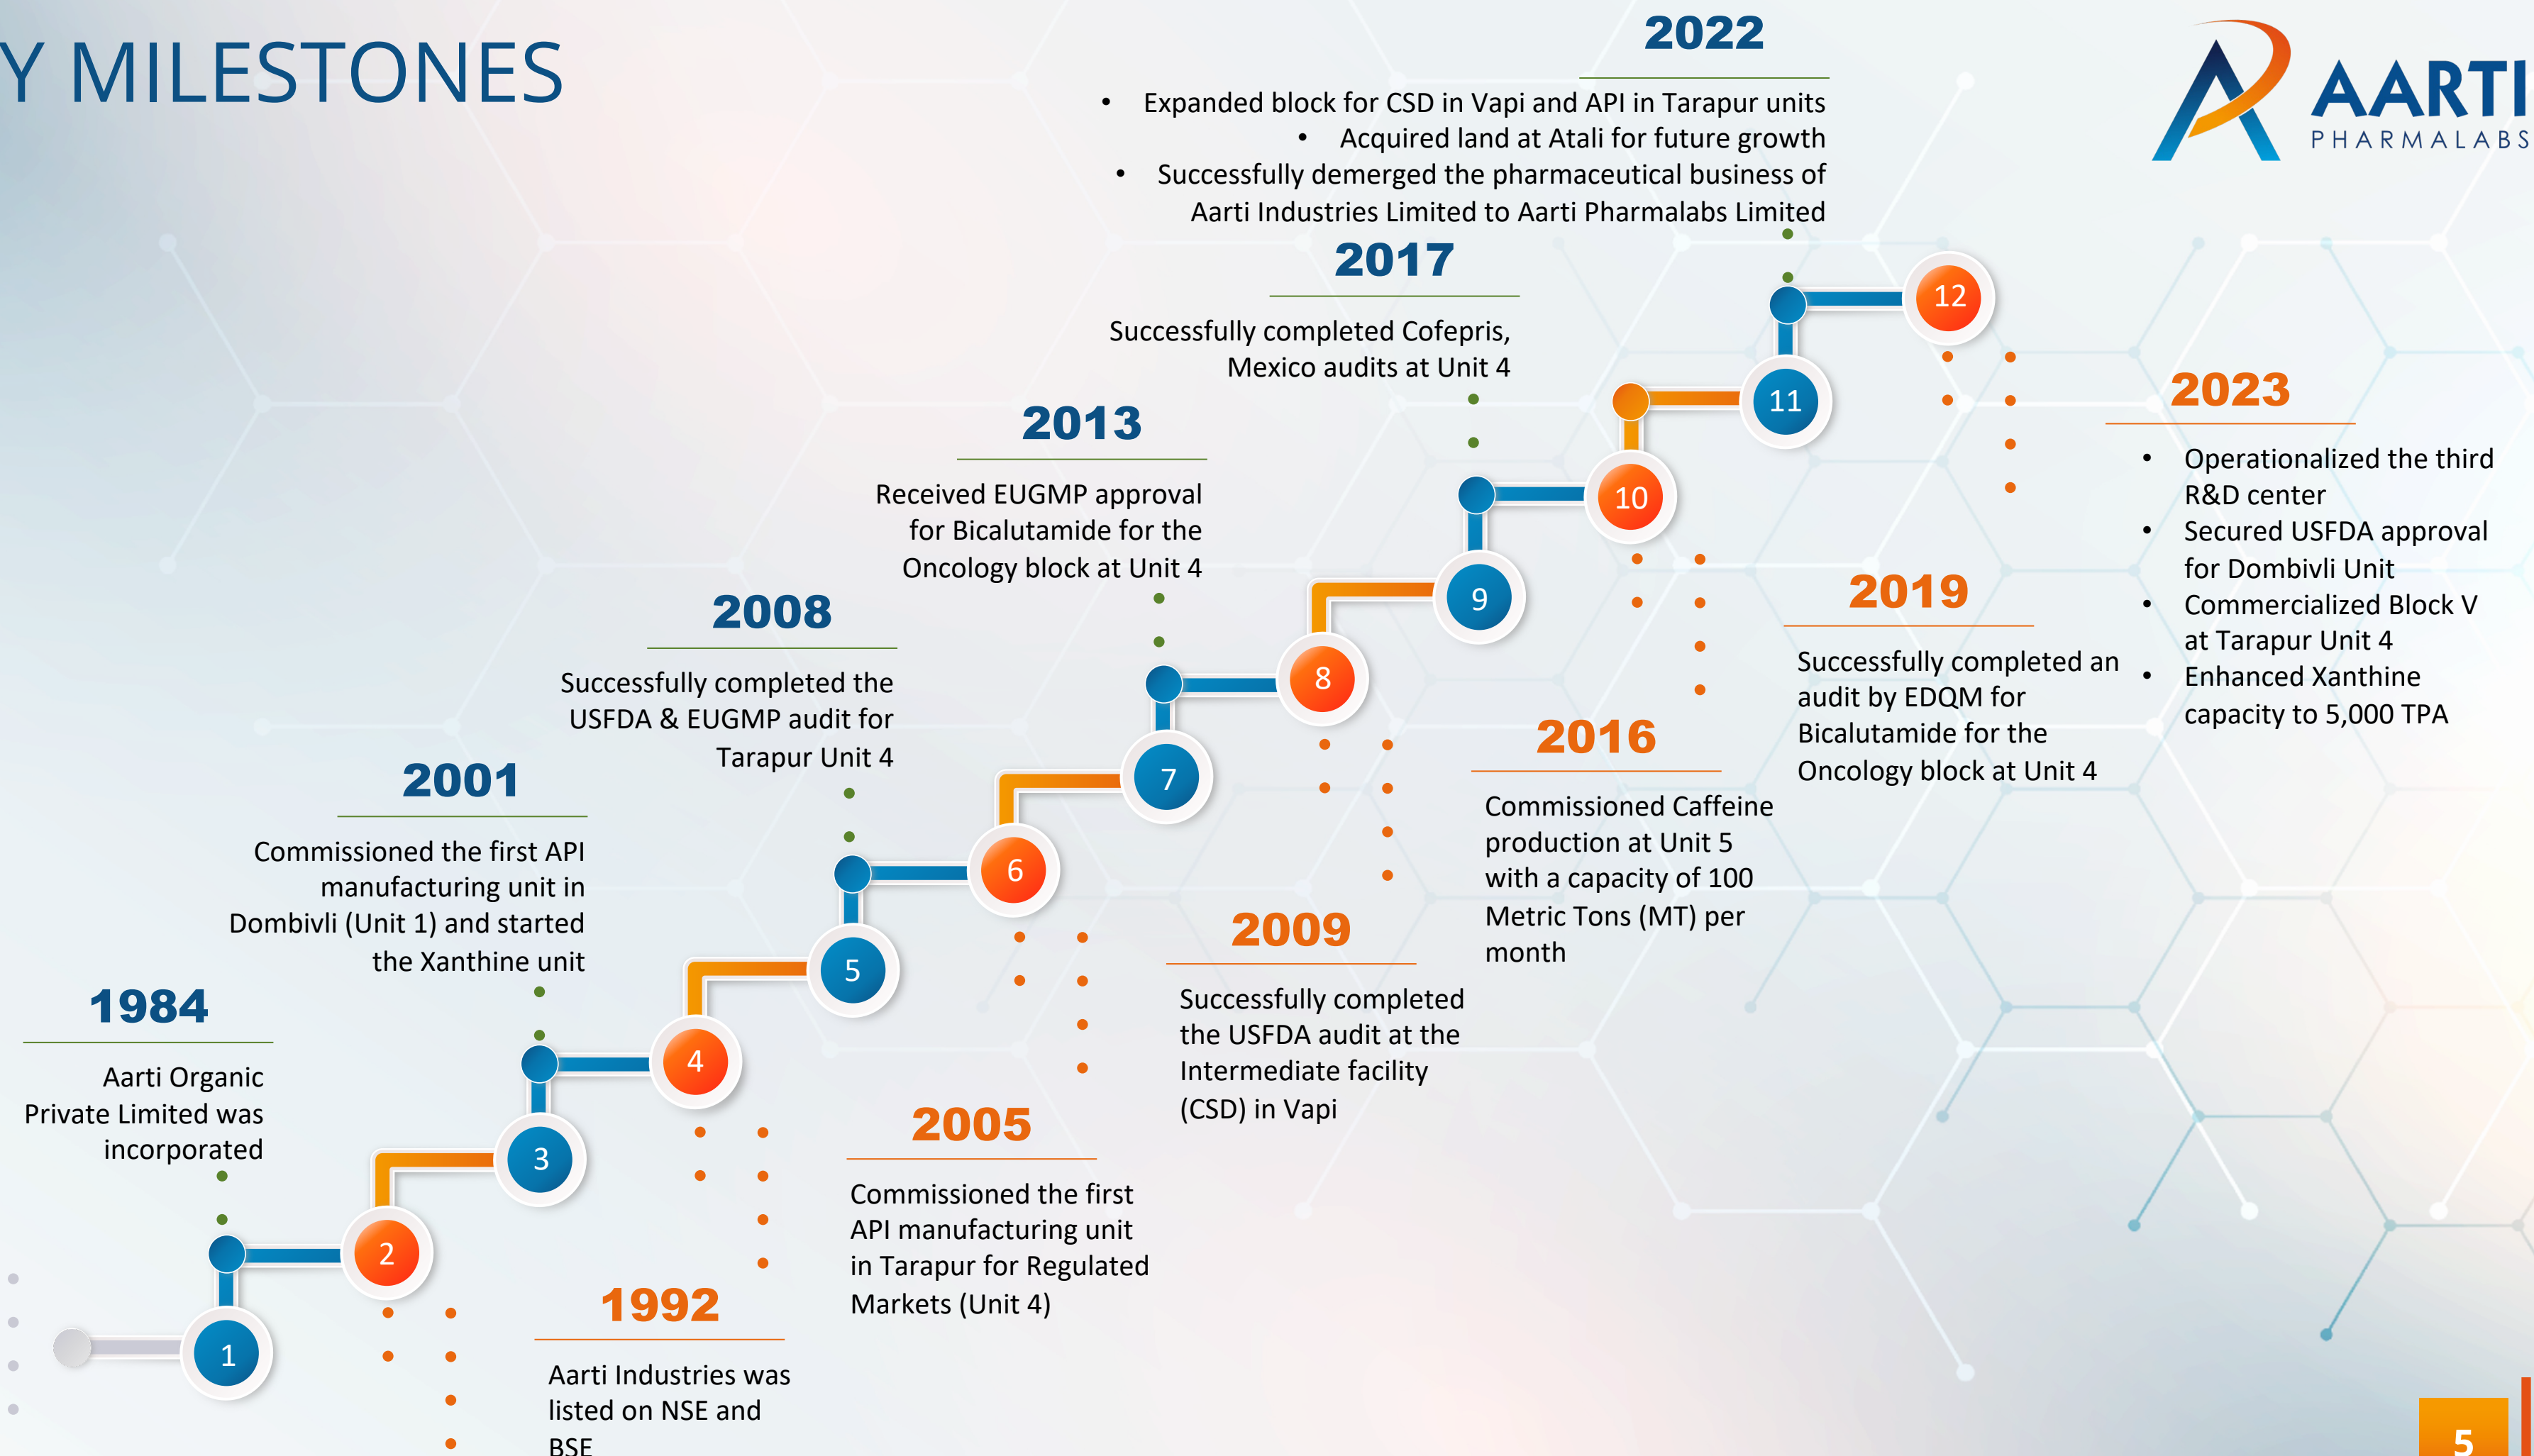 Y MILESTONES
AARTI
PHARMALABS
2022
• Expanded block for CSD in Vapi and API in Tarapur units
• Acquired land at Atali for future growth
• Successfully demerged the pharmaceutical business of
Aarti Industries Limited to Aarti Pharmalabs Limited
2017
Successfully completed Cofepris,
Mexico audits at Unit 4
2013
Received EUGMP approval
for Bicalutamide for the
Oncology block at Unit 4
2008
Successfully completed the
USFDA & EUGMP audit for
Tarapur Unit 4
2001
Commissioned the first API
manufacturing unit in
Dombivli (Unit 1) and started
the Xanthine unit
1984
Aarti Organic
Private Limited was
incorporated
1
2
3
4
5
6
7
8
9
10
11
12
1992
Aarti Industries was
listed on NSE and
BSE
2005
Commissioned the first
API manufacturing unit
in Tarapur for Regulated
Markets (Unit 4)
2009
Successfully completed
the USFDA audit at the
Intermediate facility
(CSD) in Vapi
2016
Commissioned Caffeine
production at Unit 5
with a capacity of 100
Metric Tons (MT) per
month
2019
Successfully completed an
audit by EDQM for
Bicalutamide for the
Oncology block at Unit 4
2023
• Operationalized the third
R&D center
• Secured USFDA approval
for Dombivli Unit
• Commercialized Block V
at Tarapur Unit 4
• Enhanced Xanthine
capacity to 5,000 TPA
5